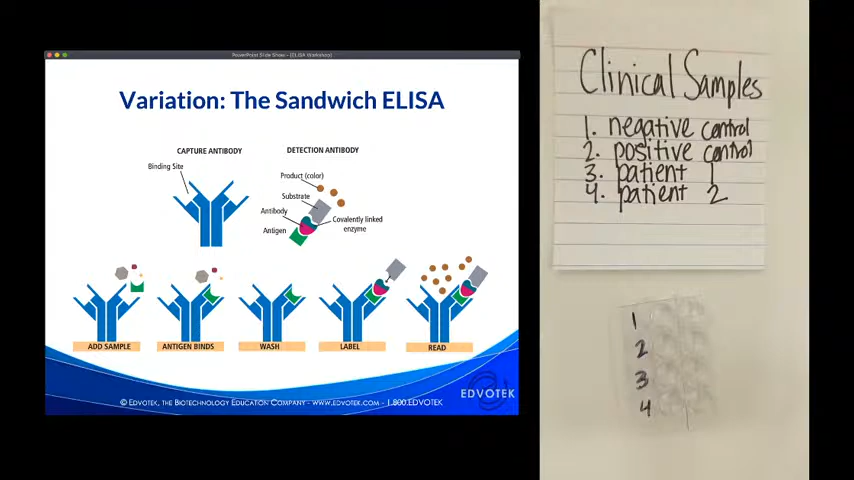 PowerPoint Slide Show - [ELISA Workshop]
Variation: The Sandwich ELISA
CAPTURE ANTIBODY
DETECTION ANTIBODY
Binding Site
Product (color)
Substrate
Antibody
Covalently linked
enzyme
Antigen
ADD SAMPLE
ANTIGEN BINDS
WASH
LABEL
READ
EDVOTEK
© EDVOTEK, THE BIOTECHNOLOGY EDUCATION COMPANY - WWW.EDVOTEK.COM - 1.800.EDVOTEK
Clinical Samples
1. negative control
2. positive control
3. patient 1
4. patient 2
1
2
3
4